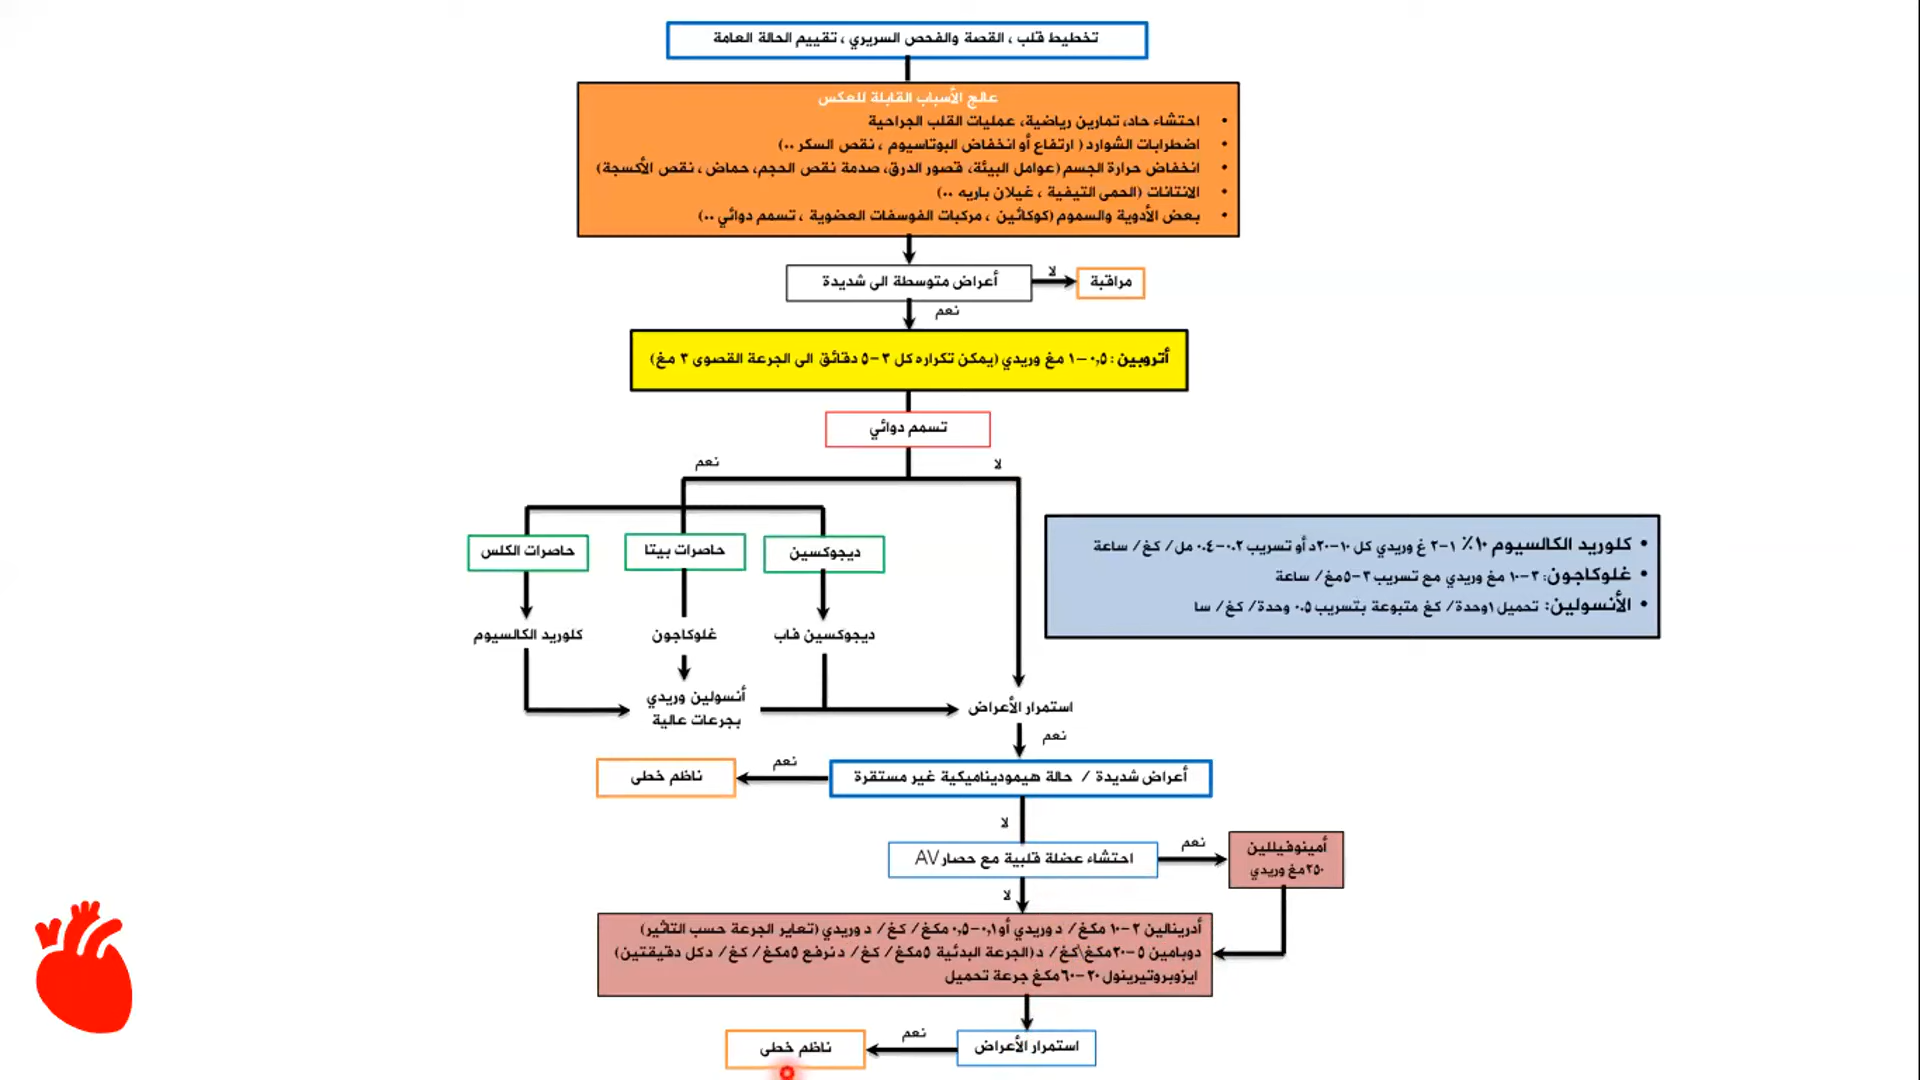 تخطيط قلب ، القصة والفحص السريري ، تقييم الحالة العامة
عالج الأسباب القابلة للعكس
• احتشاء حاد، تمارين رياضية، عمليات القلب الجراحية
• اضطرابات الشوارد ( ارتفاع أو انخفاض البوتاسيوم ، نقص السكر ..)
• انخفاض حرارة الجسم (عوامل البيئة، قصور الدرق، صدمة نقص الحجم، حماض ، نقص الأكسجة)
• الانتانات (الحمى التيفية ، غيلان باريه ..)
• بعض الأدوية والسموم (كوكائين ، مركبات الفوسفات العضوية ، تسمم دوائي ..)
أعراض متوسطة الى شديدة
لا
مراقبة
نعم
أتروبين : ٠,٥-١ مغ وريدي (يمكن تكراره كل ٣-٥ دقائق الى الجرعة القصوى ٣ مغ)
تسمم دوائي
لا
نعم
ديجوكسين
حاصرات بيتا
حاصرات الكلس
• كلوريد الكالسيوم ١٠٪ ١-٢ غ وريدي كل ١٠-٢٠د أو تسريب ٠.٢-٠.٤ مل/ كغ/ ساعة
• غلوكاجون: ٣-١٠ مغ وريدي مع تسريب ٣-٥مغ/ ساعة
• الأنسولين: تحميل ١وحدة/ كغ متبوعة بتسريب ٠.٥ وحدة/ كغ/ سا
ديجوكسين فاب
غلوكاجون
كلوريد الكالسيوم
أنسولين وريدي
بجرعات عالية
استمرار الأعراض
نعم
أعراض شديدة / حالة هيموديناميكية غير مستقرة
نعم
ناظم خطى
لا
احتشاء عضلة قلبية مع حصار AV
نعم
أمينوفيللين
٢٥٠مغ وريدي
لا
أدرينالين ٢-١٠ مكغ/ د وريدي أو ٠,١-٠,٥ مكغ/ كغ/ د وريدي (تعاير الجرعة حسب التاثير)
دوبامين ٥-٢٠مكغ\كغ/ د (الجرعة البدئية ٥مكغ/ كغ/ د نرفع ٥مكغ/ كغ/ د كل دقيقتين)
ايزوبروتيرينول ٢٠-٦٠مكغ جرعة تحميل
استمرار الأعراض
نعم
ناظم خطى